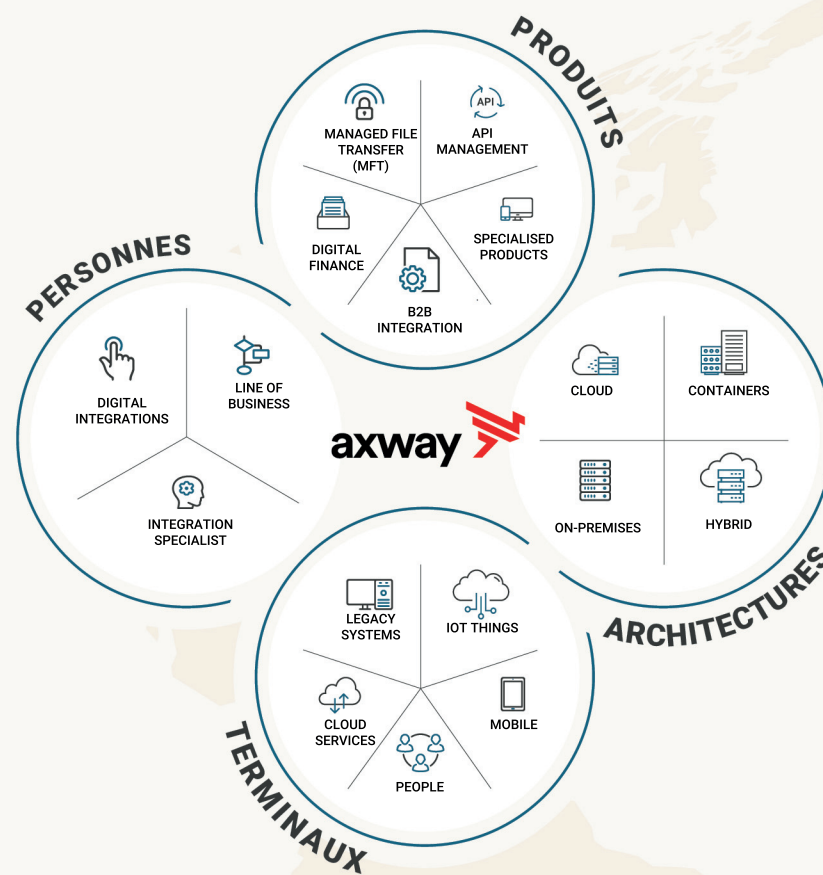 PRODUITS
MANAGED FILE
TRANSFER
(MFT)
API
API
MANAGEMENT
DIGITAL
FINANCE
SPECIALISED
PRODUCTS
B2B
INTEGRATION
PERSONNES
DIGITAL
INTEGRATIONS
LINE OF
BUSINESS
INTEGRATION
SPECIALIST
axway
CLOUD
CONTAINERS
ON-PREMISES
HYBRID
ARCHITECTURES
LEGACY
SYSTEMS
IOT THINGS
CLOUD
SERVICES
MOBILE
PEOPLE
TERMINAUX